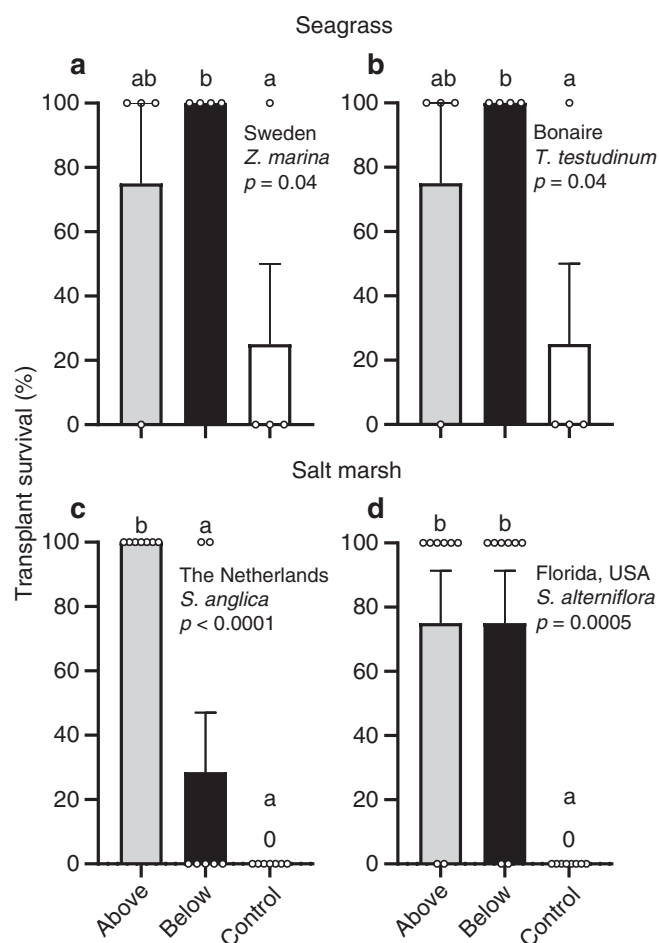 Seagrass
a
ab
b
a
Sweden
Z. marina
p = 0.04
100
80
60
40
20
0
b
ab
b
a
Bonaire
T. testudinum
p = 0.04
100
80
60
40
20
0
Transplant survival (%)
Salt marsh
c
b
a
a
0
The Netherlands
S. anglica
p < 0.0001
100
80
60
40
20
0
Above
Below
Control
d
b
b
a
0
Florida, USA
S. alterniflora
p = 0.0005
100
80
60
40
20
0
Above
Below
Control